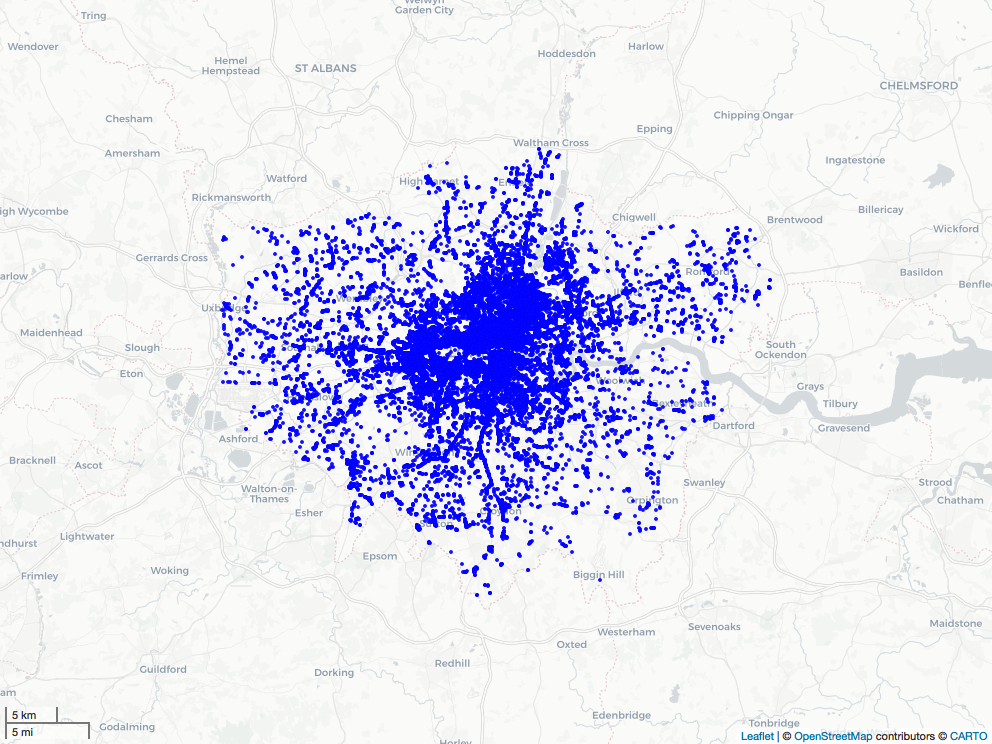 Tring
Welwyn
Garden City
Wendover
Hoddesdon
Harlow
Hemel
Hempstead
ST ALBANS
CHELMSFORD
Chesham
Chipping Ongar
Epping
Waltham Cross
Amersham
Ingatestone
Watford
High
Rickmansworth
igh Wycombe
Chigwell
Billericay
Brentwood
Wickford
Gerrards Cross
Basildon
arlow
Benfle
Maidenhead
Slough
South
Ockendon
Eton
Grays
Tilbury
Dartford
Gravesend
Ashford
Bracknell
Ascot
Swanley
Strood
Walton-on-
Thames
Orpington
Chatham
Esher
Lightwater
ndhurst
Epsom
Woking
Frimley
Biggin Hill
Maidstone
Westerham
Sevenoaks
Oxted
Redhill
Guildford
Dorking
am
Edenbridge
5 km
5 mi
Godalming
Tonbridge
Horley
Leaflet | © OpenStreetMap contributors © CARTO